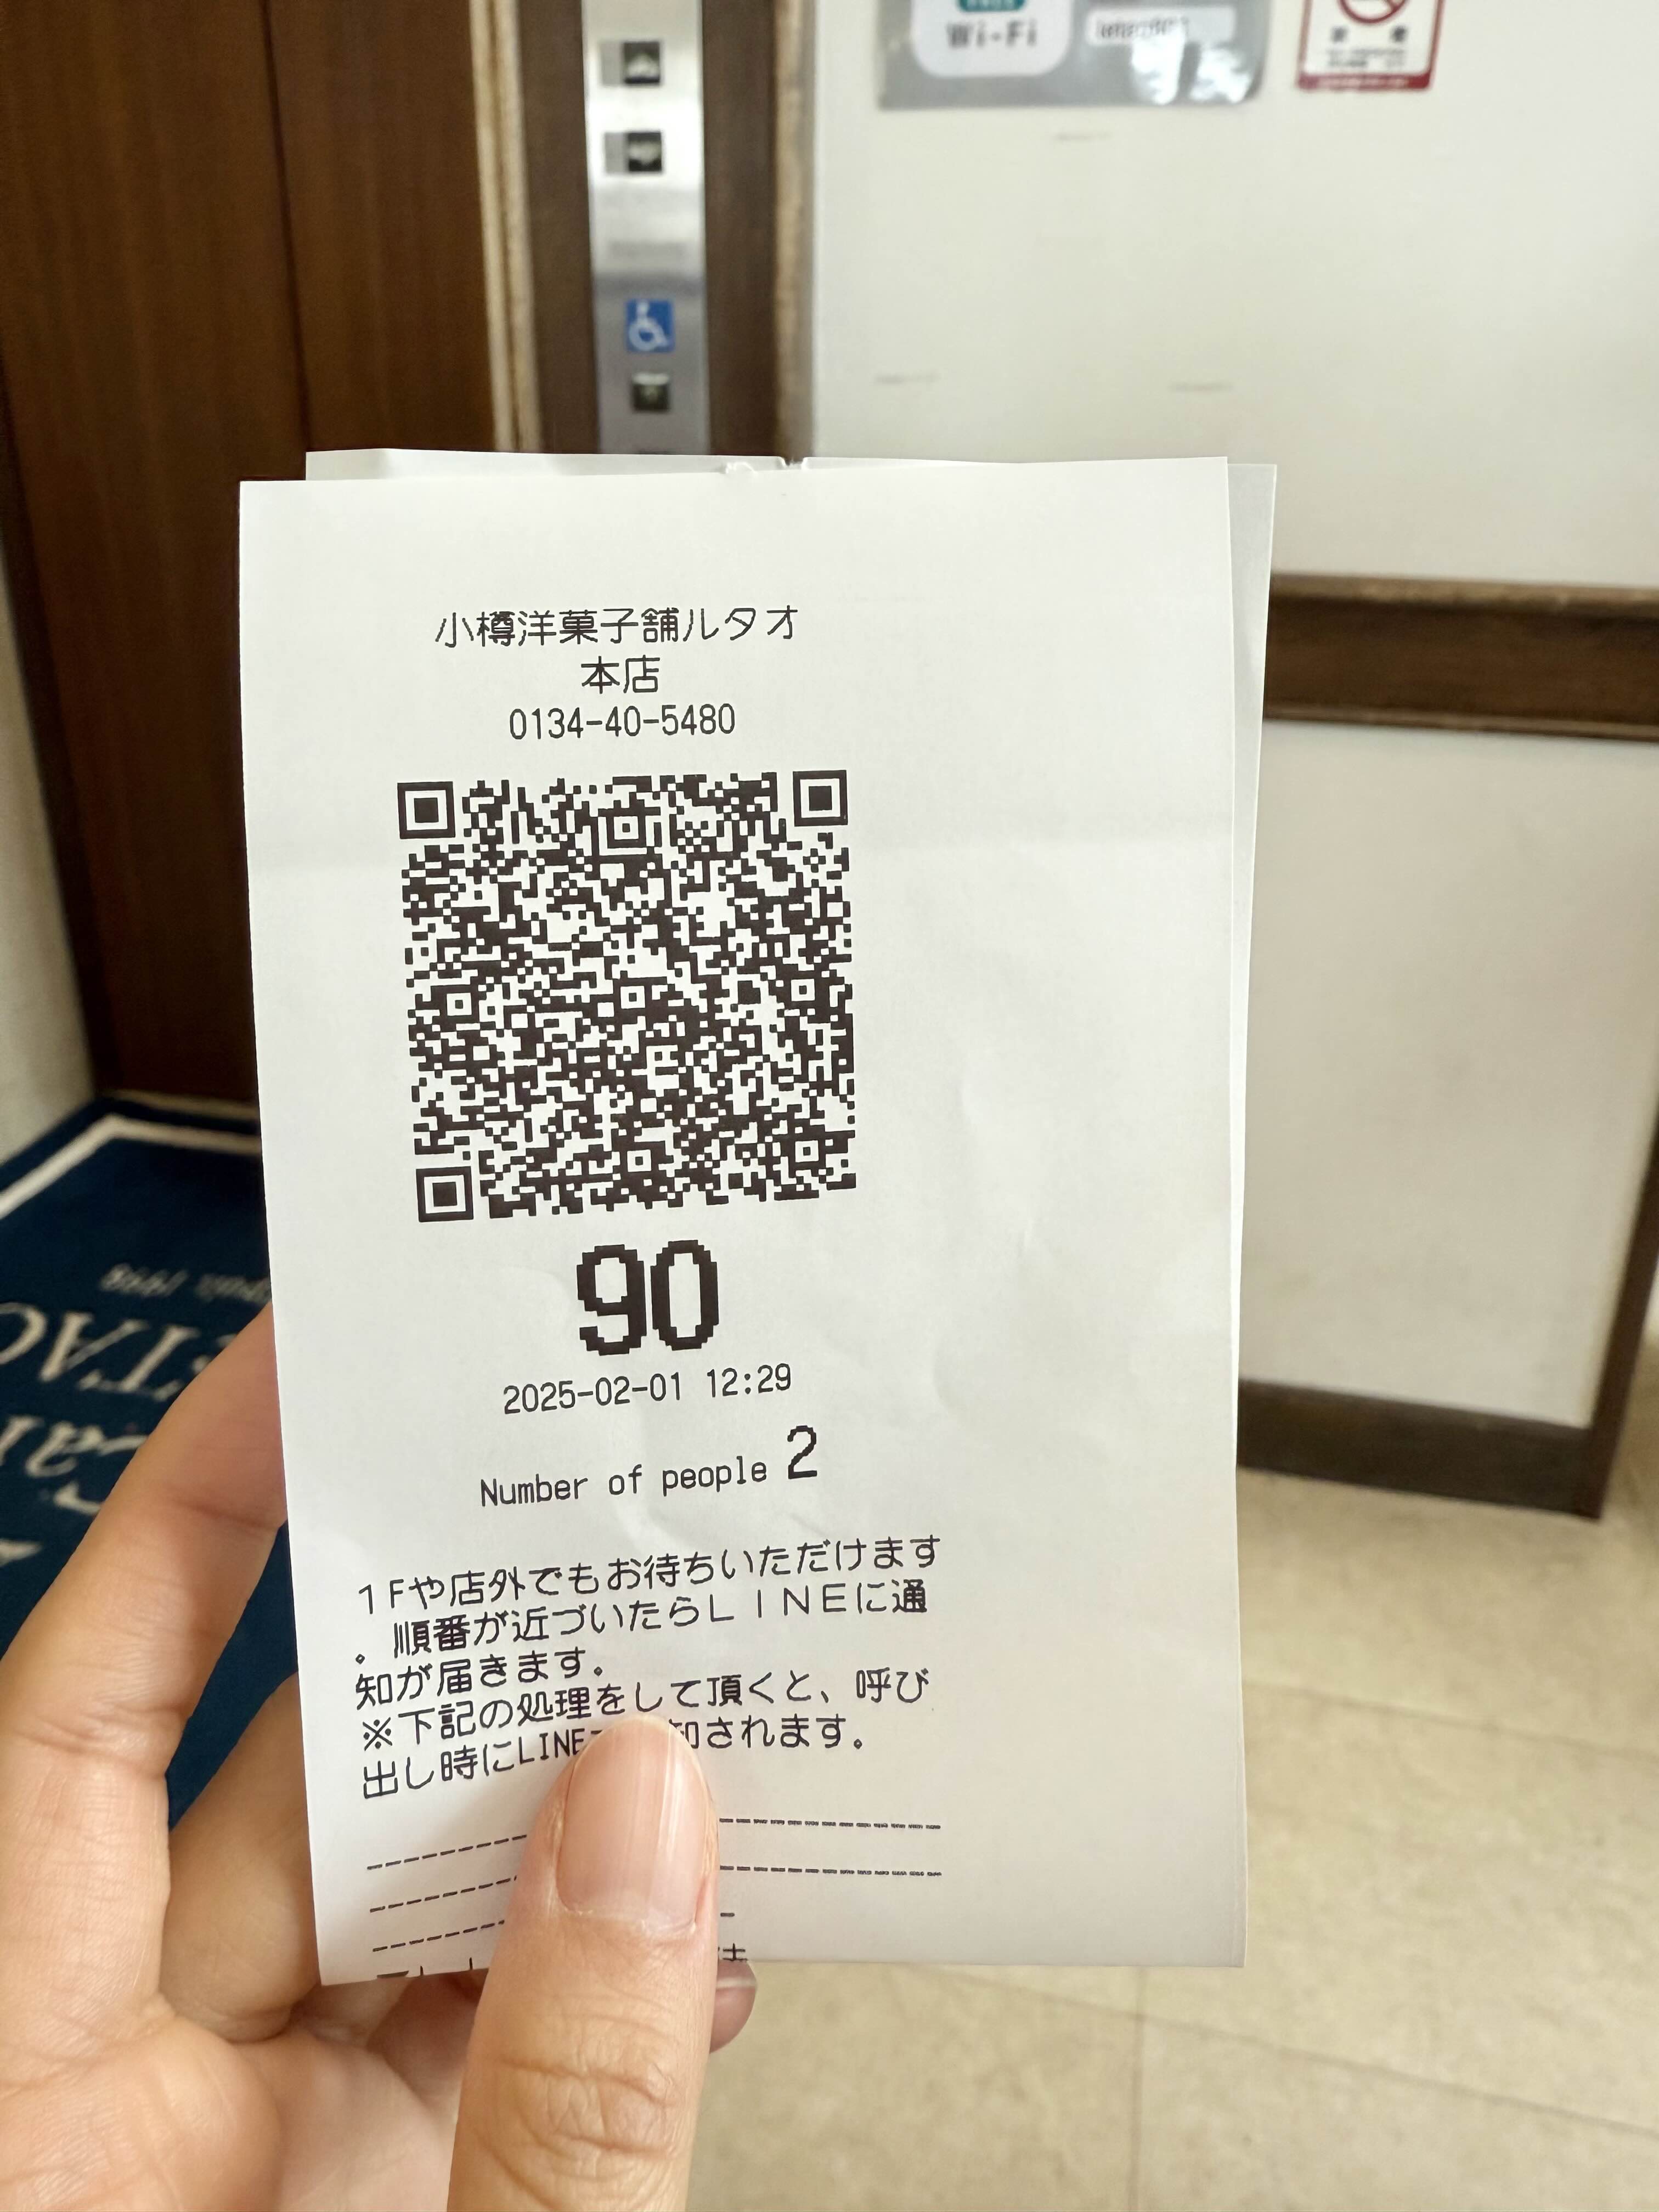 Wi-Fi
小樽洋菓子舗ルタオ
本店
0134-40-5480
90
2025-02-01 12:29
Number of people 2
1Fや店外でもお待ちいただけます
。順番が近づいたらＬＩＮＥに通
知が届きます。
※下記の処理をして頂くと、呼び
出し時にLINE 知されます。